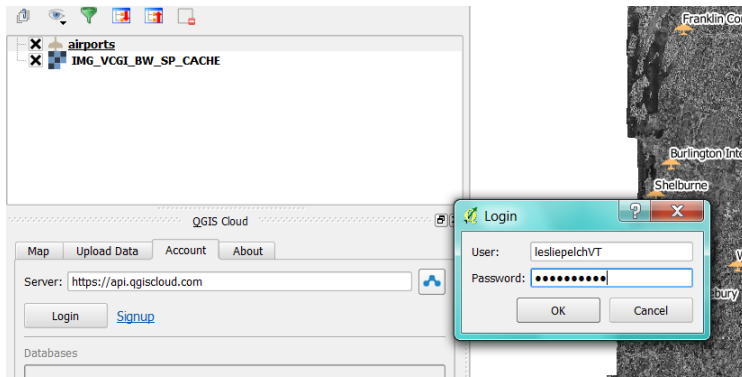 Franklin Co
airports
IMG_VCGI_BW_SP_CACHE
Burlington Inte
Shelburne
QGIS Cloud
Login
Map Upload Data Account About
User: lesliepelchVT
Server: https://api.qgiscloud.com
Password: ●●●●●●●●●●
bury
Login Signup
OK Cancel
Databases